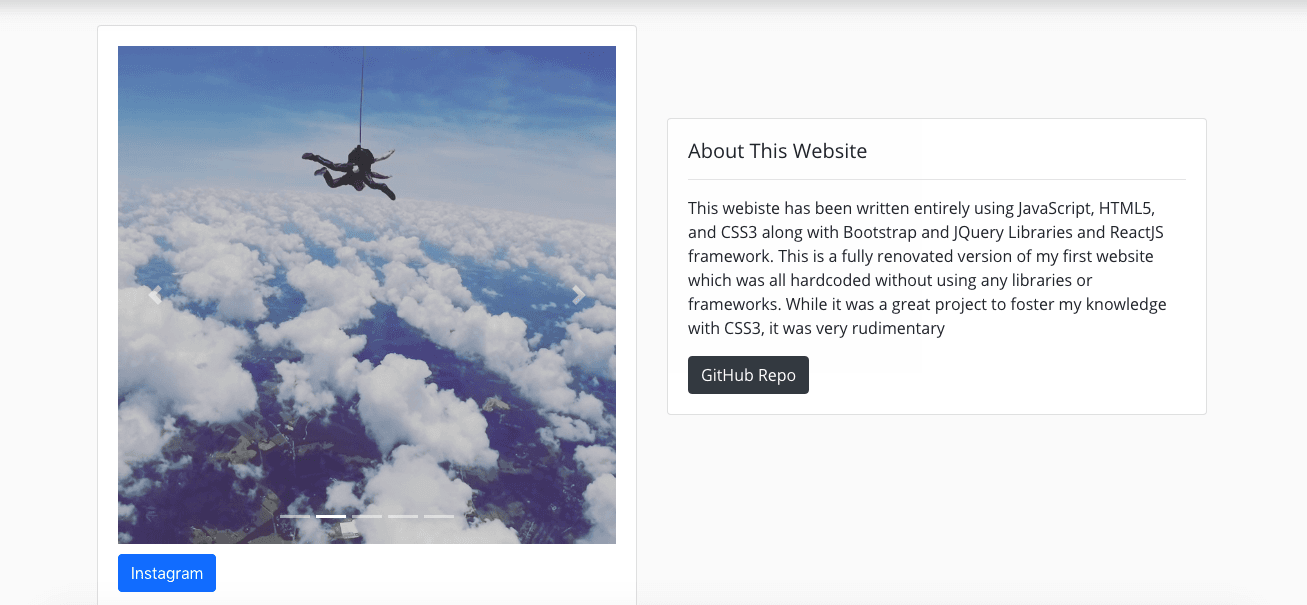 About This Website
This webiste has been written entirely using JavaScript, HTML5,
and CSS3 along with Bootstrap and JQuery Libraries and ReactJS
framework. This is a fully renovated version of my first website
which was all hardcoded without using any libraries or
frameworks. While it was a great project to foster my knowledge
with CSS3, it was very rudimentary
GitHub Repo
Instagram